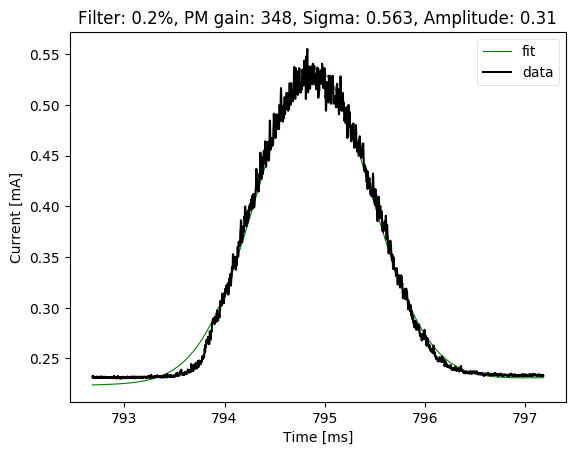 Filter: 0.2%, PM gain: 348, Sigma: 0.563, Amplitude: 0.31
fit
data
0.55
0.50
0.45
0.40
0.35
0.30
0.25
Current [mA]
793
794
795
796
797
Time [ms]